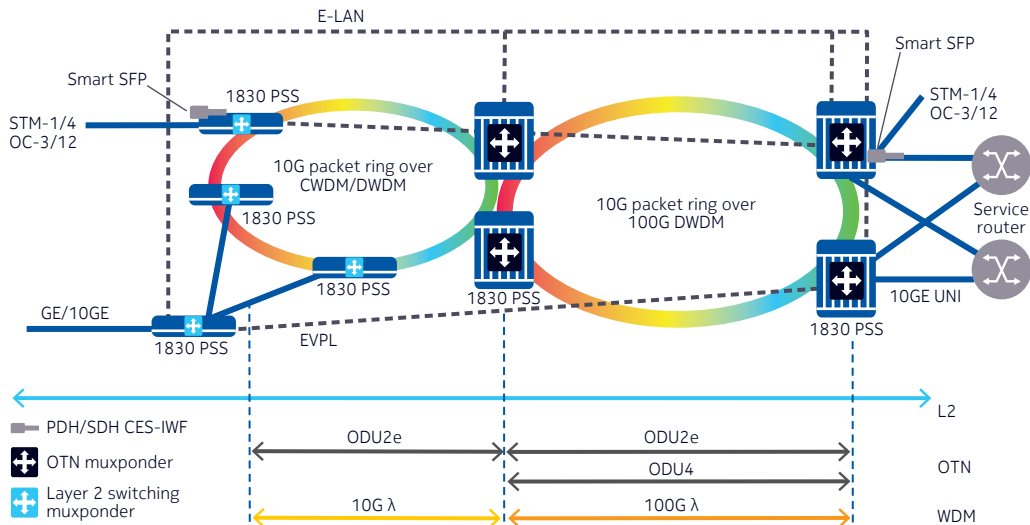 E-LAN
Smart SFP
Smart SFP
1830 PSS
STM-1/4
OC-3/12
STM-1/4
OC-3/12
10G packet ring over
CWDM/DWDM
1830 PSS
10G packet ring over
100G DWDM
Service
router
1830 PSS
1830 PSS
10GE UNI
GE/10GE
1830 PSS
EVPL
1830 PSS
L2
PDH/SDH CES-IWF
ODU2e
ODU2e
OTN muxponder
ODU4
OTN
Layer 2 switching
muxponder
10G λ
100G λ
WDM